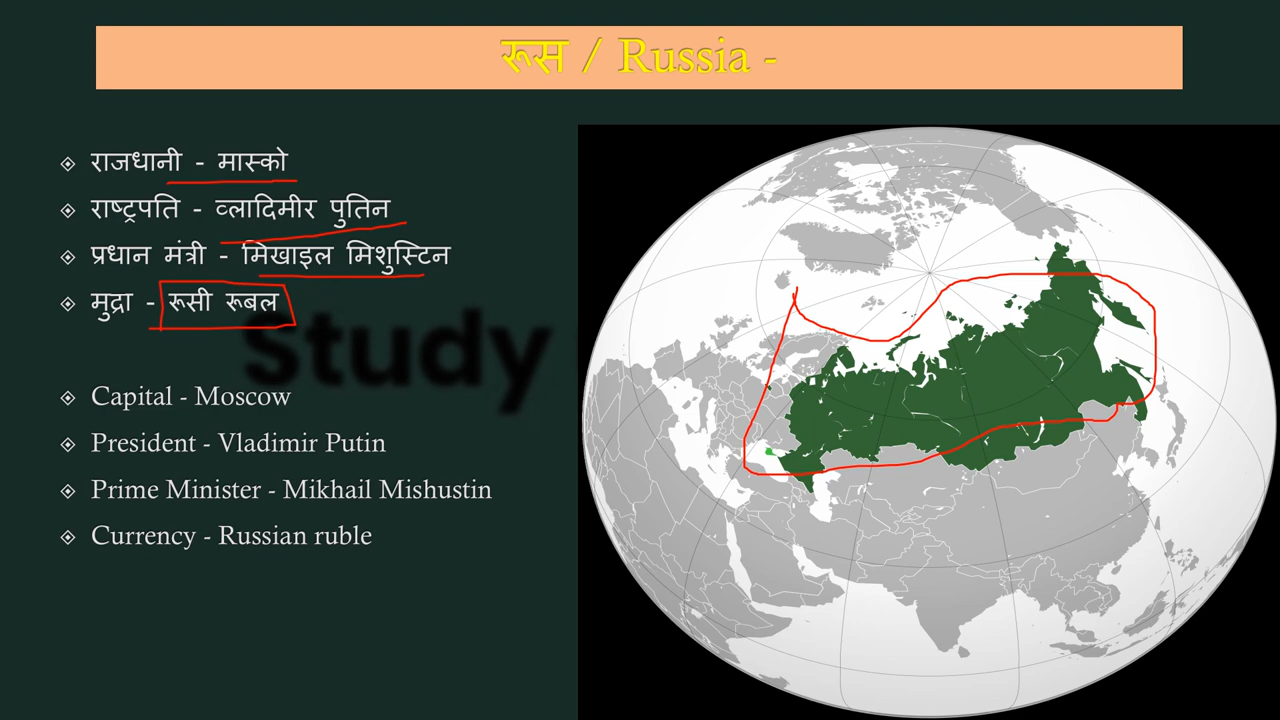 रूस / Russia -
राजधानी - मास्को
राष्ट्रपति - व्लादिमीर पुतिन
प्रधान मंत्री - मिखाइल मिशुस्टिन
मुद्रा - रूसी रूबल
Study
Capital - Moscow
President - Vladimir Putin
Prime Minister - Mikhail Mishustin
Currency - Russian ruble